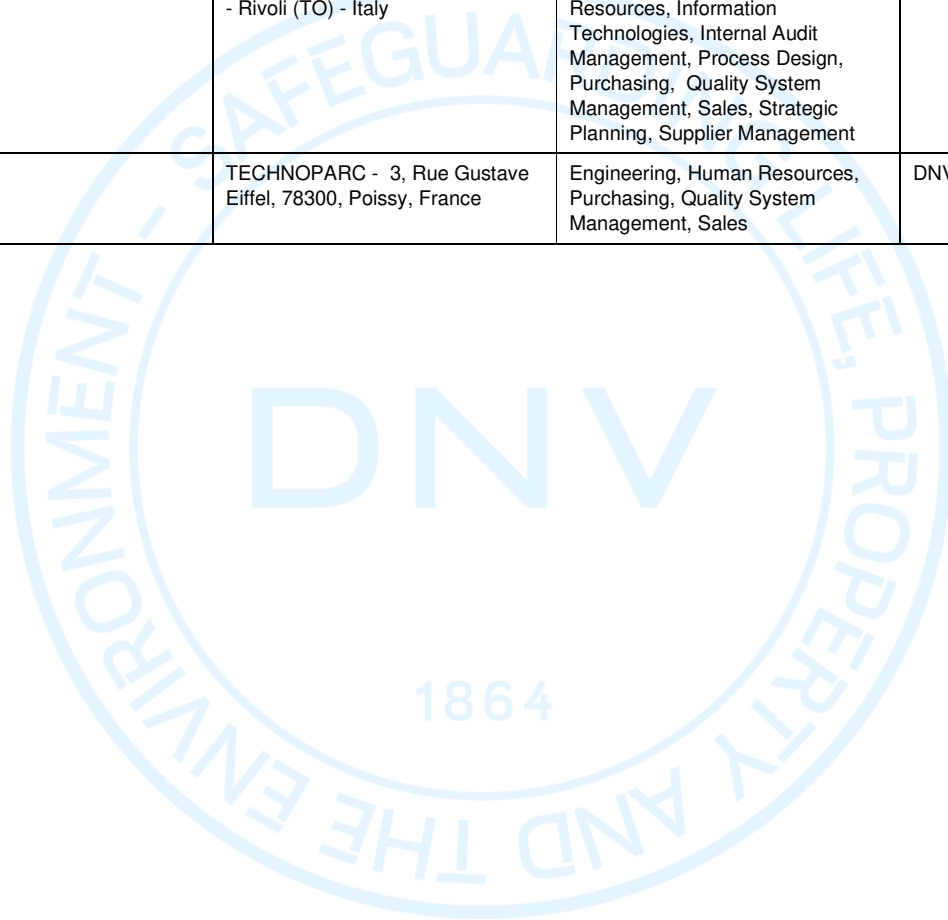 - Rivoli (TO) - Italy
Resources, Information
Technologies, Internal Audit
Management, Process Design,
Purchasing, Quality System
Management, Sales, Strategic
Planning, Supplier Management
TECHNOPARC - 3, Rue Gustave
Eiffel, 78300, Poissy, France
Engineering, Human Resources,
Purchasing, Quality System
Management, Sales
DNV
SAFEGUARDING LIFE, PROPERTY AND THE ENVIRONMENT -
DNV
1864